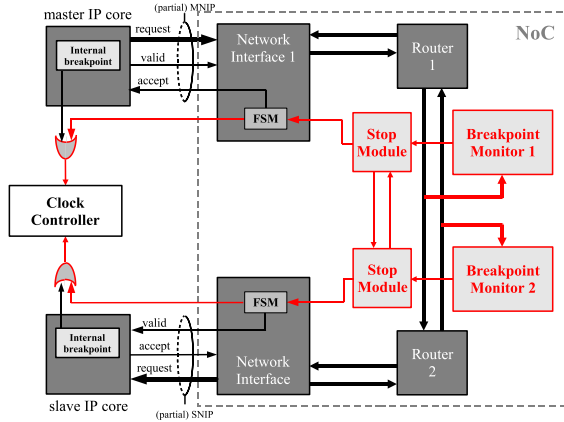 (partial) MNIP
master IP core
request
NoC
Internal
breakpoint
valid
accept
Network
Interface 1
Router
1
FSM
Stop
Module
Breakpoint
Monitor 1
Clock
Controller
Stop
Module
Breakpoint
Monitor 2
FSM
valid
Internal
breakpoint
accept
request
Network
Interface
Router
2
slave IP core
(partial) SNIP